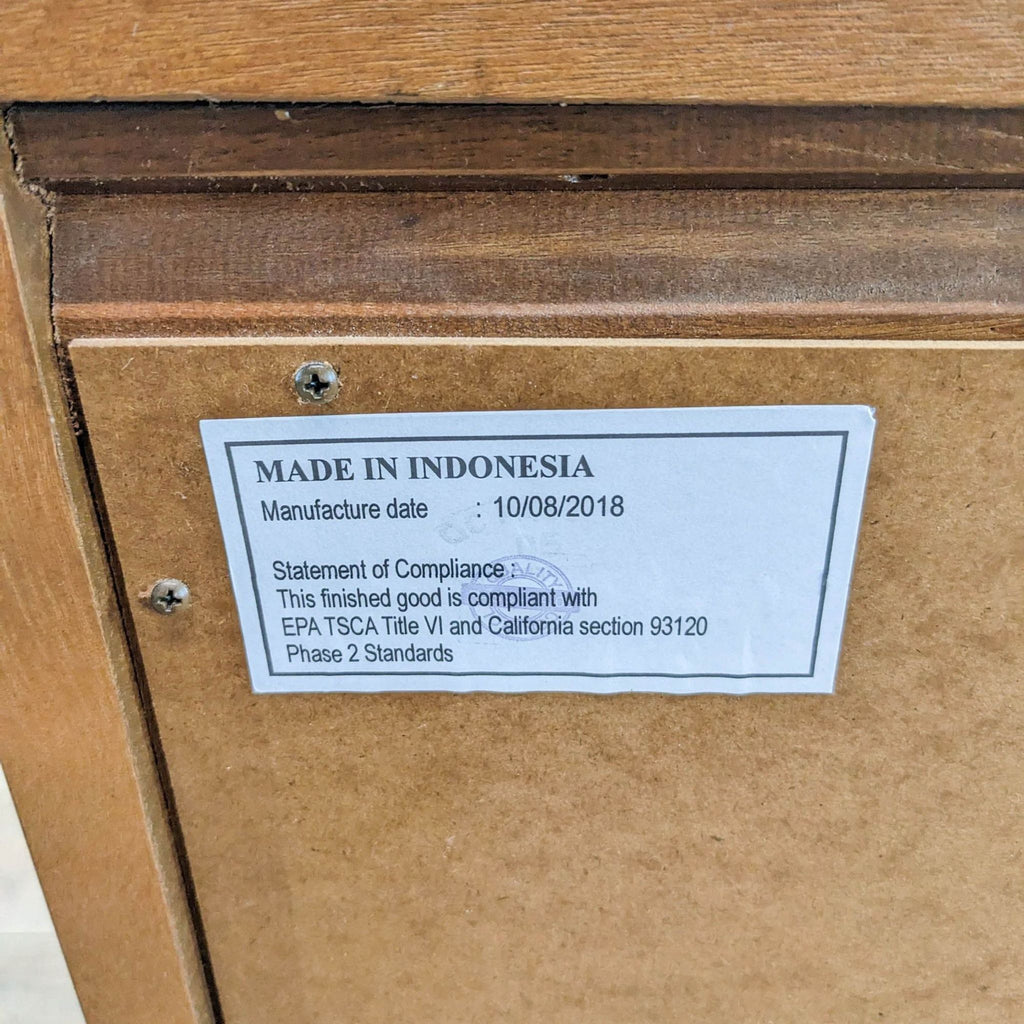 MADE IN INDONESIA
Manufacture date : 10/08/2018
Statement of Compliance :
This finished good is compliant with
EPA TSCA Title VI and California section 93120
Phase 2 Standards
QUALITY